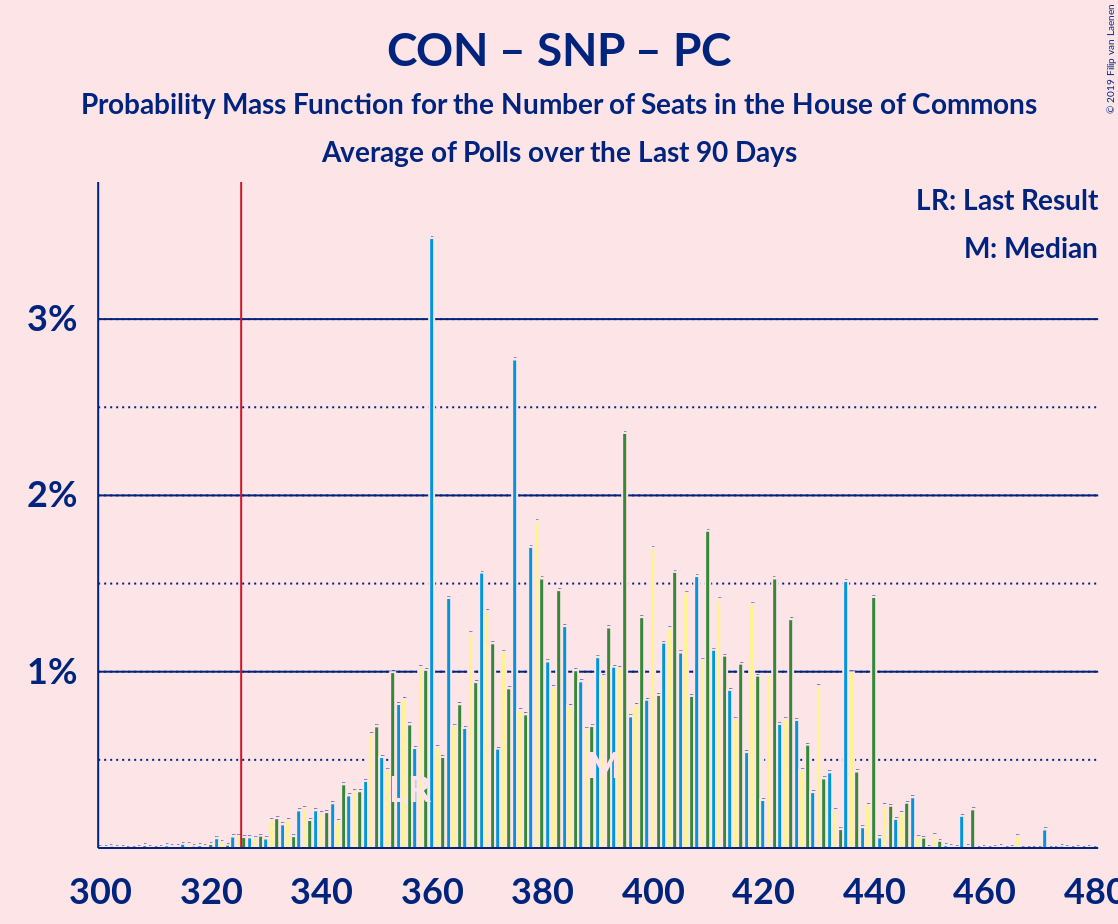 CON – SNP – PC
Probability Mass Function for the Number of Seats in the House of Commons
Average of Polls over the Last 90 Days
© 2019 Filip van Laenen
LR: Last Result
M: Median
3%
2%
1%
LR
M
300 320 340 360 380 400 420 440 460 480